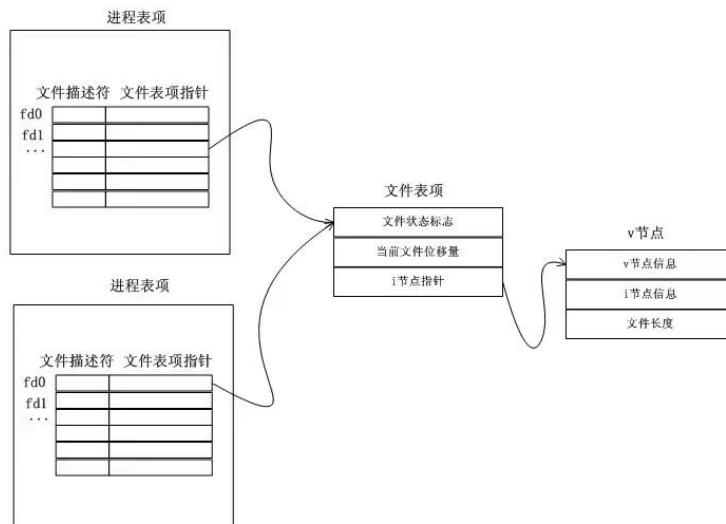 进程表项
文件描述符 文件表项指针
fd0
fd1
...
文件表项
文件状态标志
当前文件位移量
i节点指针
v节点
v节点信息
i节点信息
文件长度
进程表项
文件描述符 文件表项指针
fd0
fd1
...